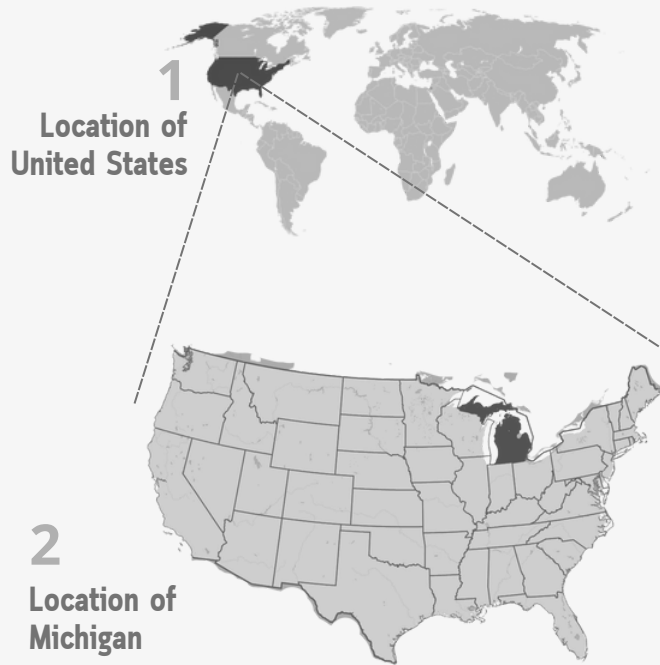 1
Location of
United States
2
Location of
Michigan